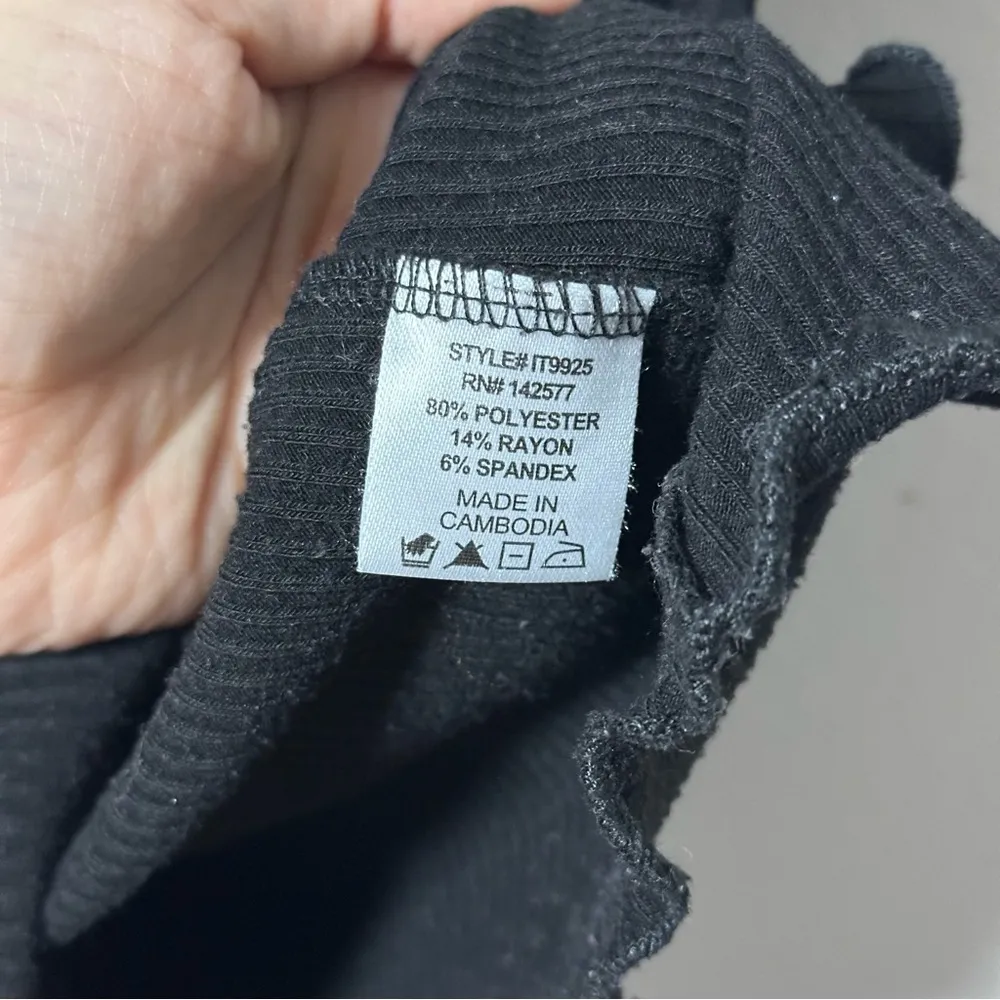 STYLE# IT9925
RN# 142577
80% POLYESTER
14% RAYON
6% SPANDEX
MADE IN
CAMBODIA